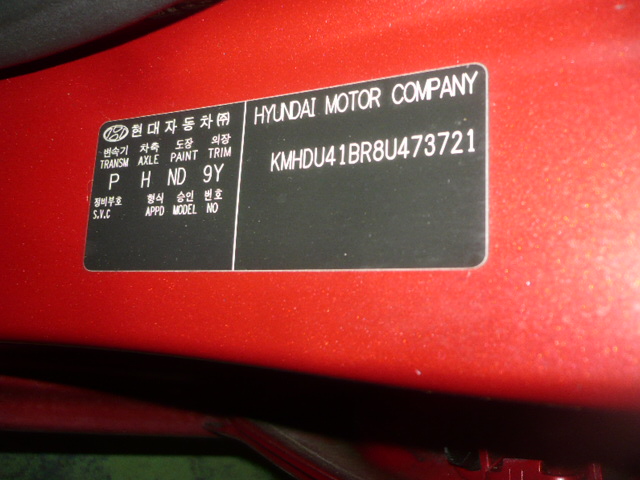 현대자동차㈜
변속기 차축 도장 외장
TRANSM AXLE PAINT TRIM
P H ND 9Y
정비부호 형식 승인 번호
S.V.C APPD MODEL NO
HYUNDAI MOTOR COMPANY
KMHDU41BR8U473721